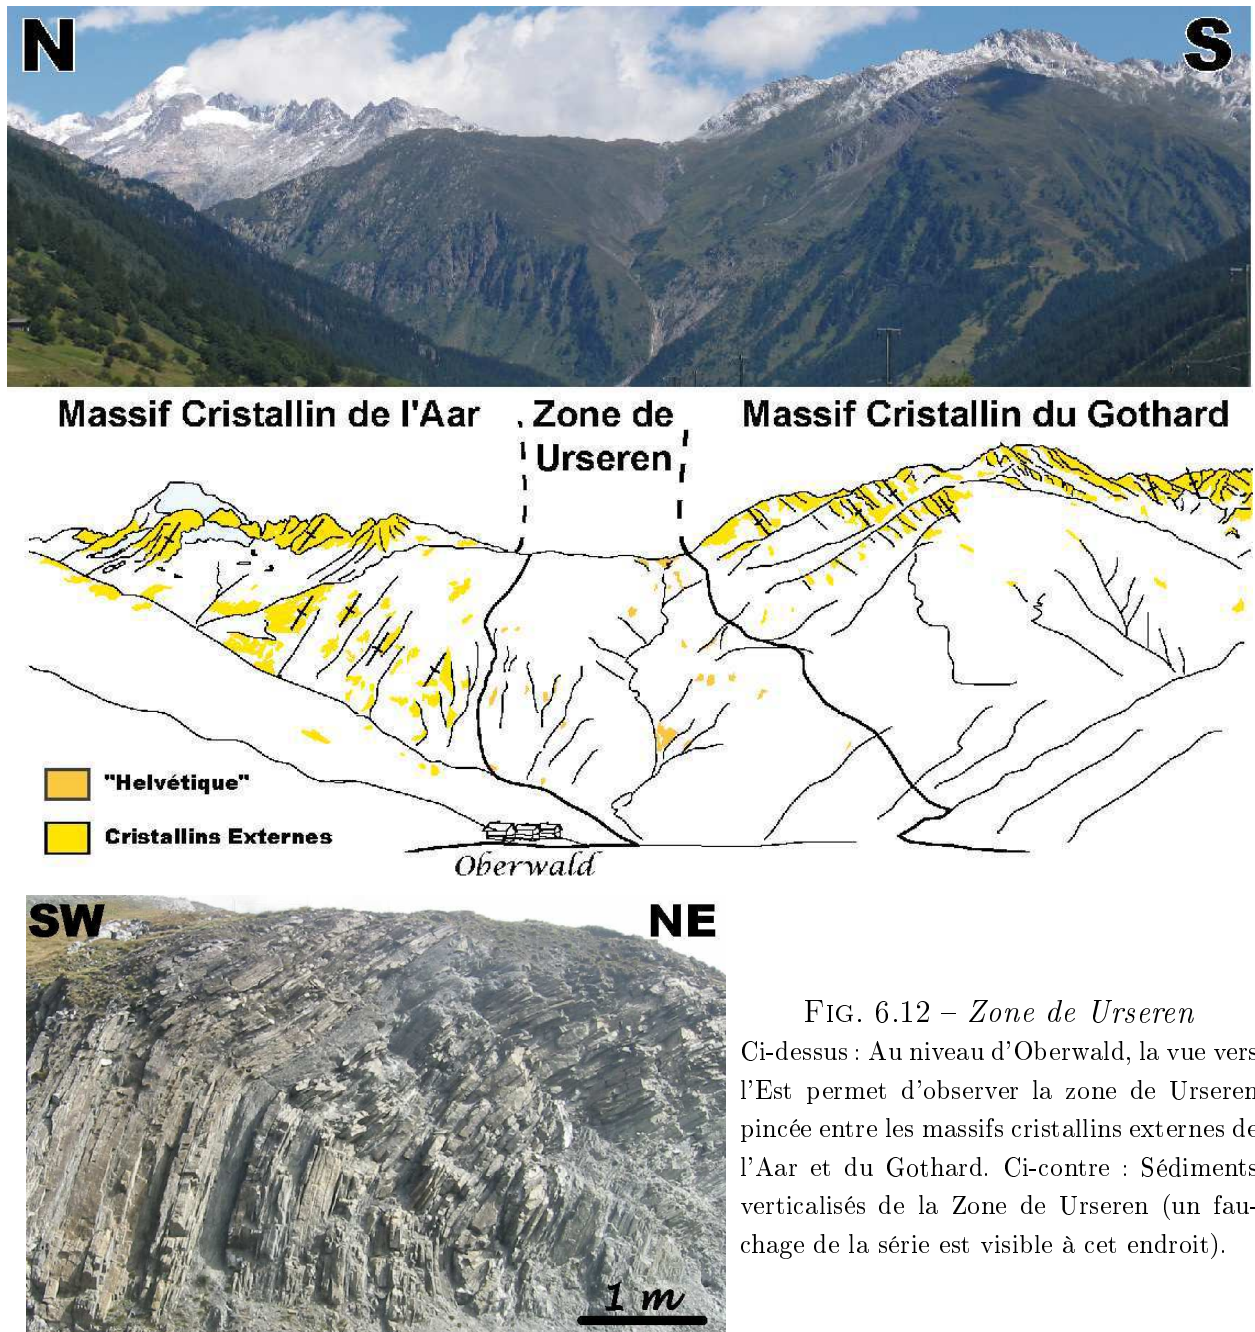 N S
Massif Cristallin de l'Aar
Zone de
Urseren
Massif Cristallin du Gothard
"Helvétique"
Cristallins Externes
Oberwald
SW NE
1 m
FIG. 6.12 – Zone de Urseren
Ci-dessus : Au niveau d'Oberwald, la vue vers
l'Est permet d'observer la zone de Urseren
pincée entre les massifs cristallins externes de
l'Aar et du Gothard. Ci-contre : Sédiments
verticalisés de la Zone de Urseren (un fau-
chage de la série est visible à cet endroit).